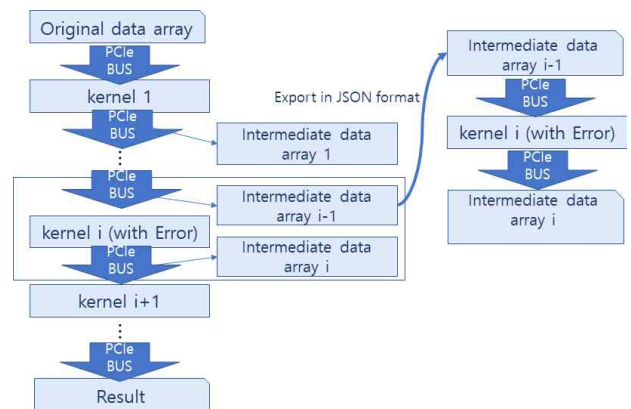 Original data array
PCIe
BUS
kernel 1
PCIe
BUS
Intermediate data
array 1
PCIe
BUS
Intermediate data
array i-1
kernel i (with Error)
PCIe
BUS
Intermediate data
array i
kernel i+1
PCIe
BUS
Result
Export in JSON format
Intermediate data
array i-1
PCIe
BUS
kernel i (with Error)
PCIe
BUS
Intermediate data
array i